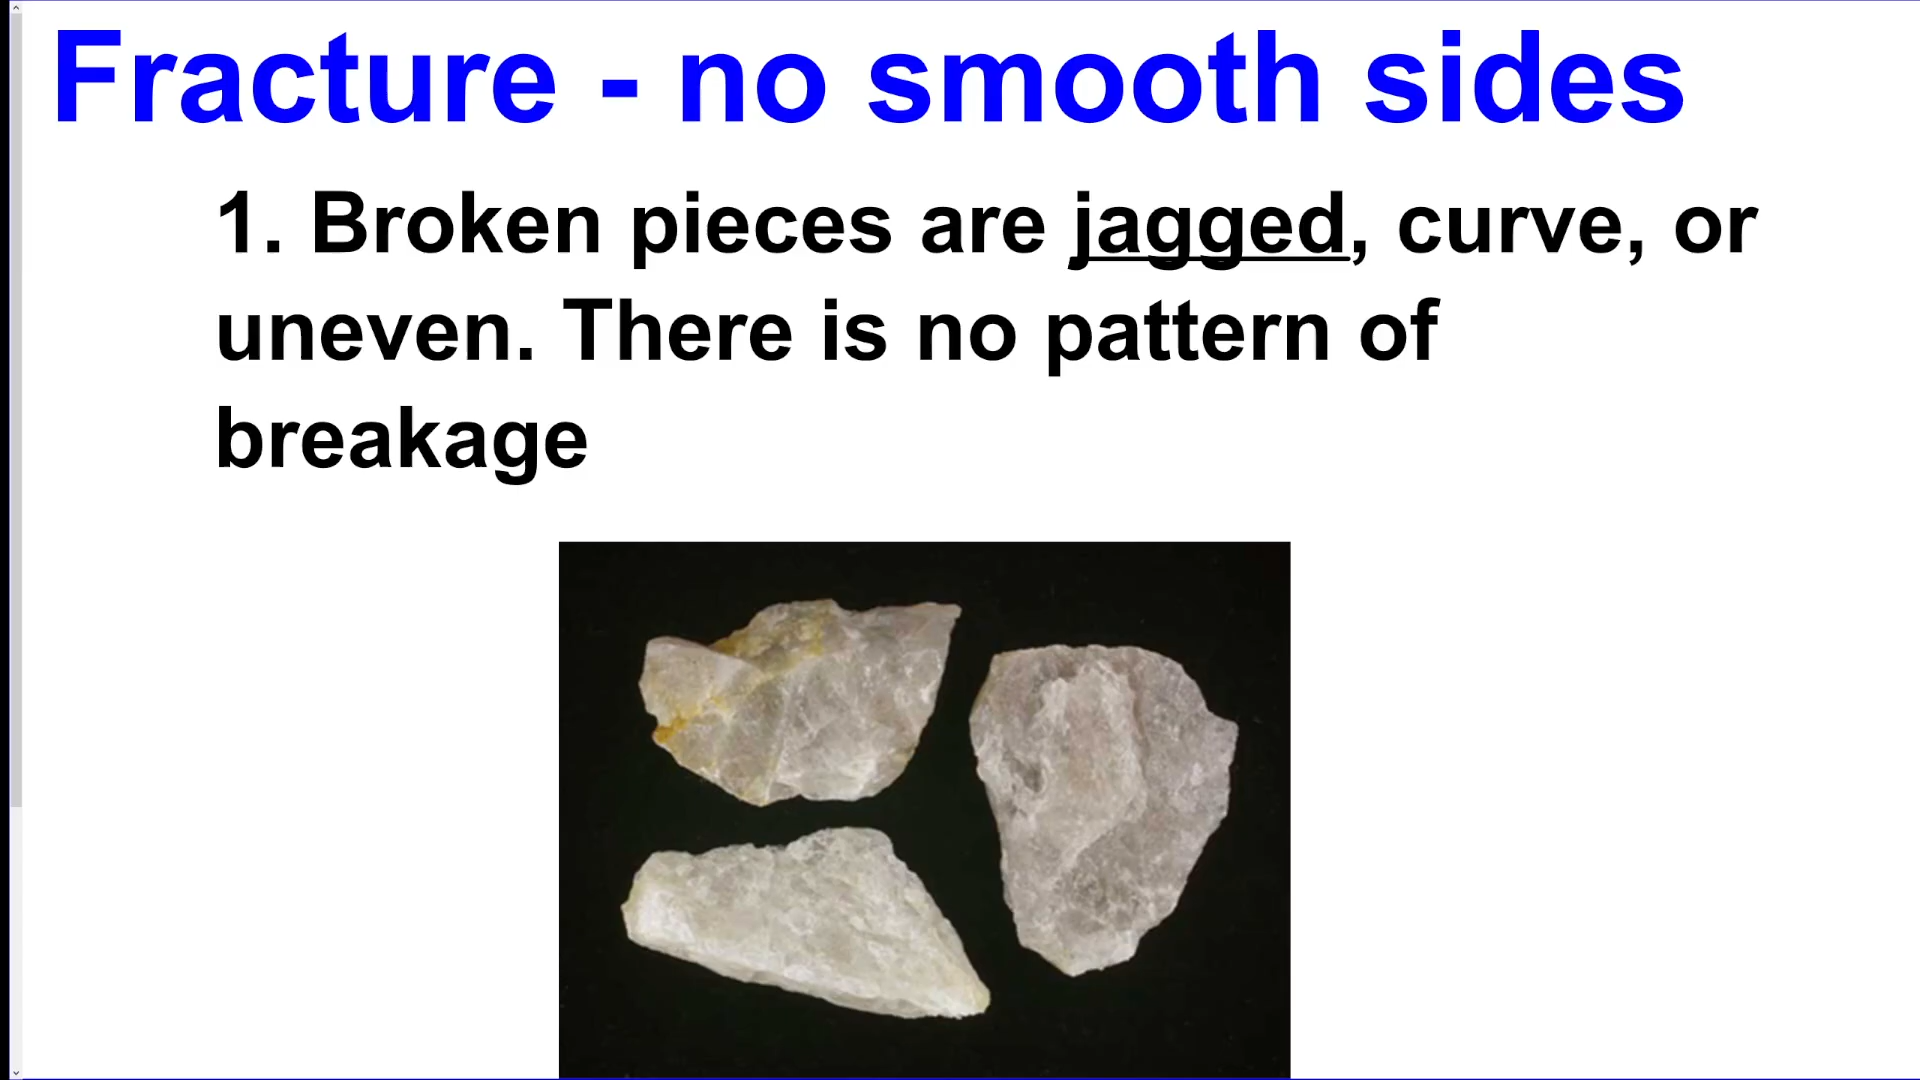 Fracture - no smooth sides
1. Broken pieces are jagged, curve, or
uneven. There is no pattern of
breakage